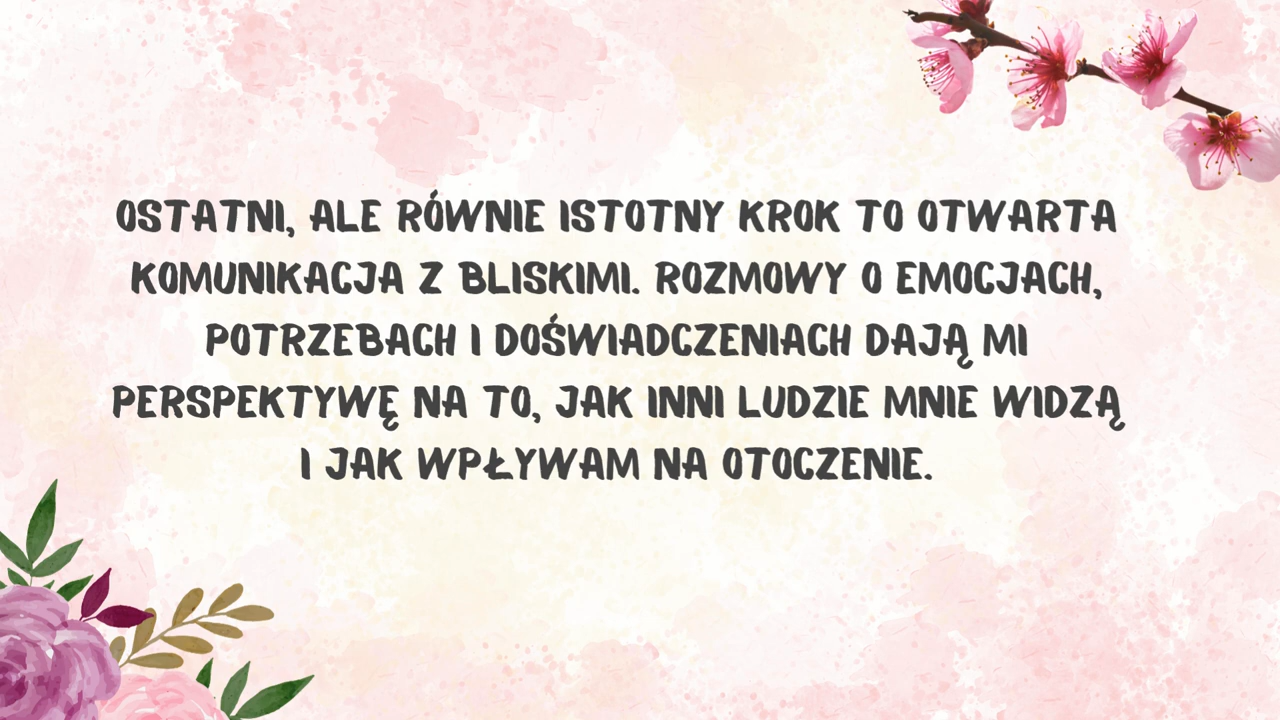 OSTATNI, ALE RÓWNIE ISTOTNY KROK TO OTWARTA
KOMUNIKACJA Z BLISKIMI. ROZMOWY O EMOCJACH,
POTRZEBACH I DOŚWIADCZENIACH DAJĄ MI
PERSPEKTYWĘ NA TO, JAK INNI LUDZIE MNIE WIDZĄ
I JAK WPŁYWAM NA OTOCZENIE.